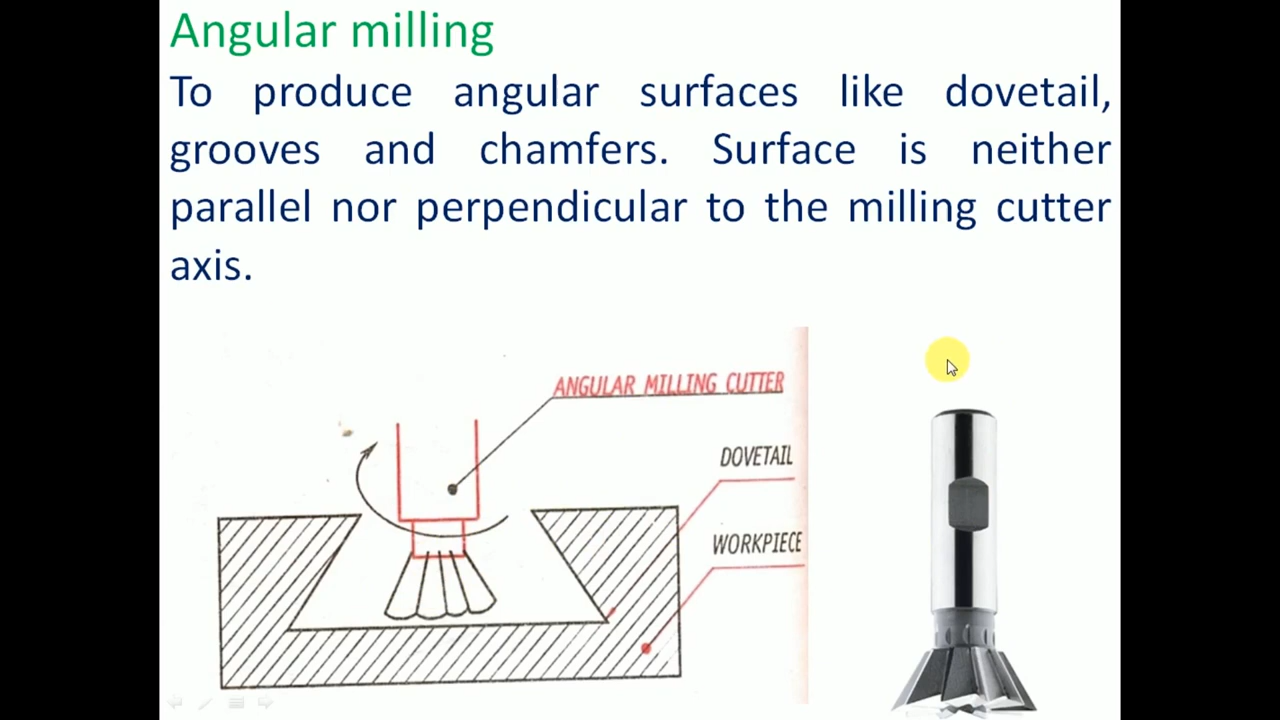 Angular milling
To produce angular surfaces like dovetail,
grooves and chamfers. Surface is neither
parallel nor perpendicular to the milling cutter
axis.
ANGULAR MILLING CUTTER
DOVETAIL
WORKPIECE